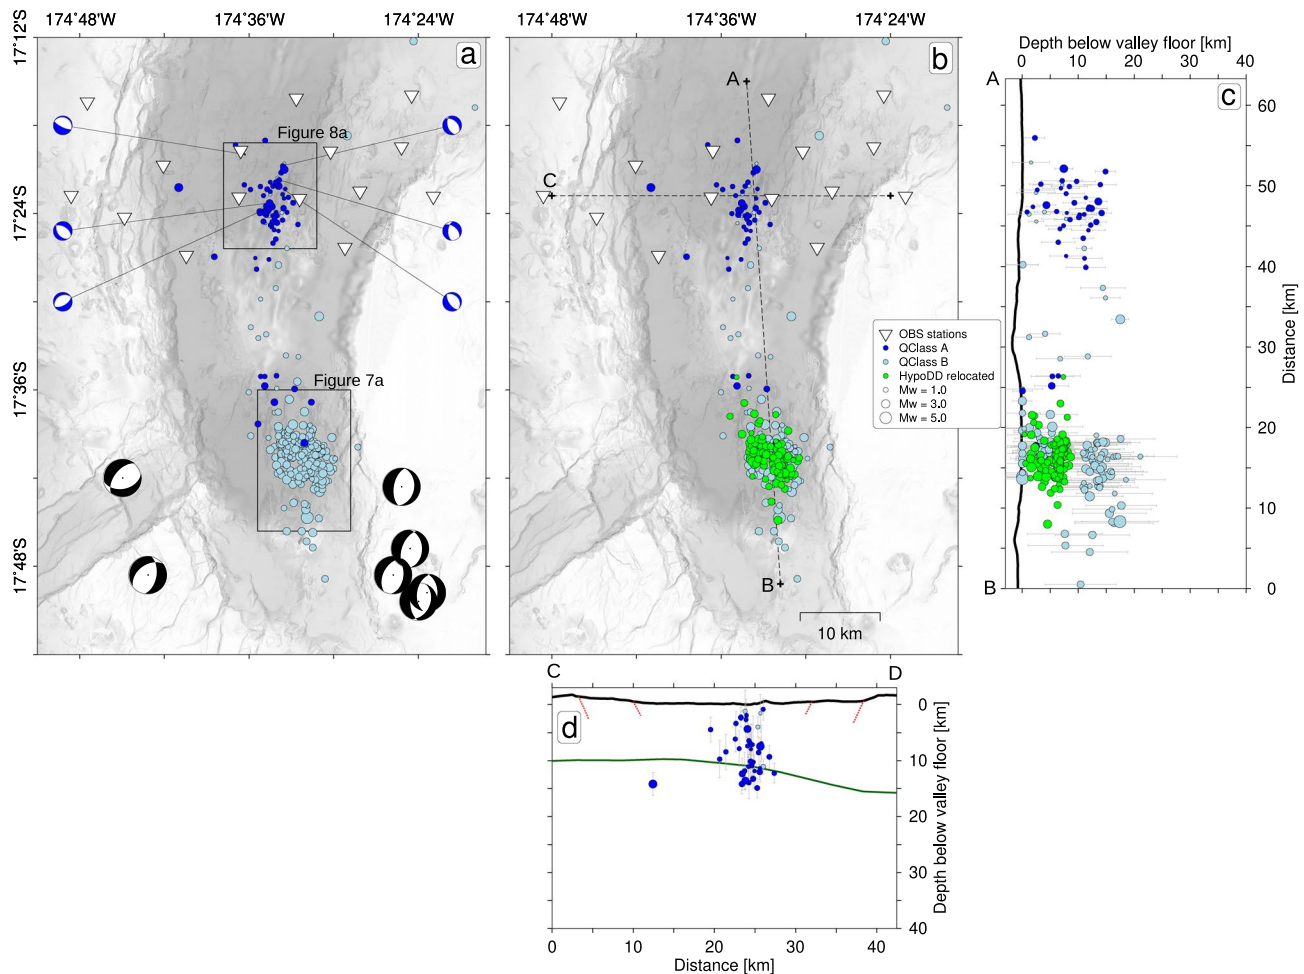 174°48'W 174°36'W 174°24'W 174°36'W 174°24'W
17°12'S
17°24'S
17°36'S
17°48'S
a
Figure 8a
Figure 7a
b
A
C
B
10 km
OBS stations
QClass A
QClass B
HypoDD relocated
Mw = 1.0
Mw = 3.0
Mw = 5.0
Depth below valley floor [km]
0 10 20 40
A
c
60
50
40
30
20
10
0
B
Distance [km]
C D
d
0
10
20
30
40
Depth below valley floor [km]
0 10 20 30 40
Distance [km]